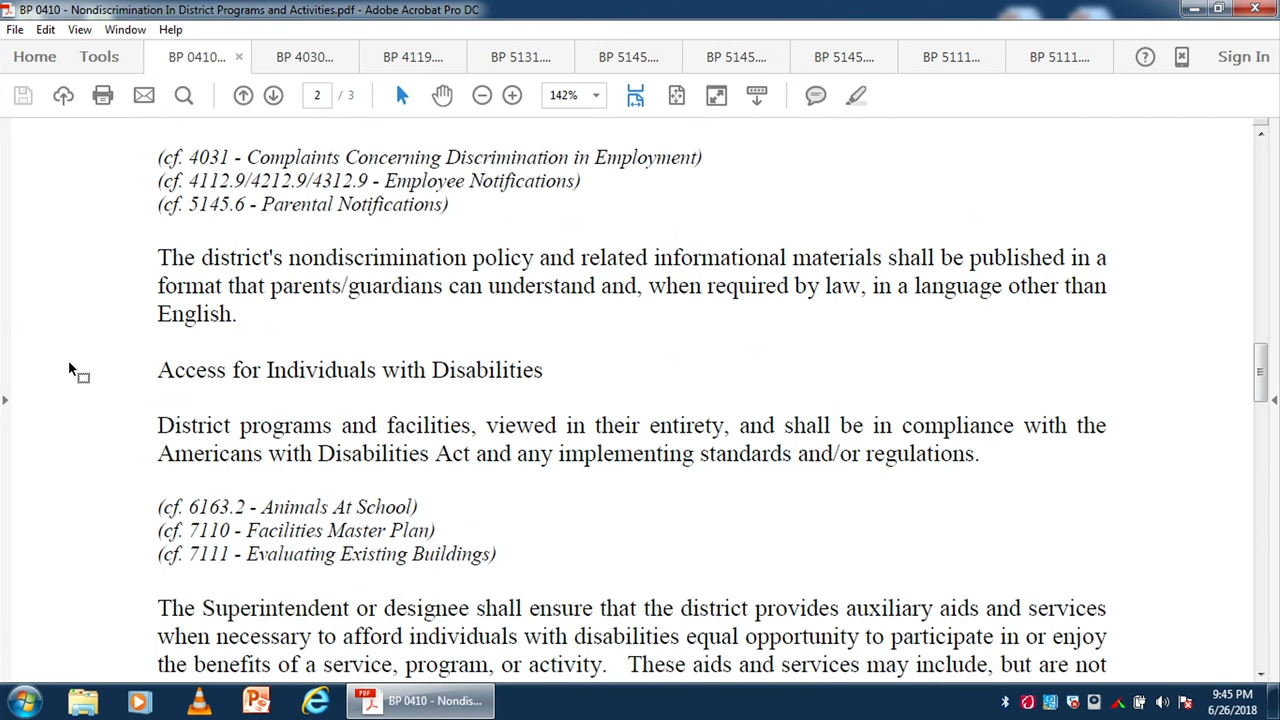 BP 0410 - Nondiscrimination In District Programs and Activities.pdf - Adobe Acrobat Pro DC
File Edit View Window Help
Home Tools BP 0410... × BP 4030... BP 4119.... BP 5131.... BP 5145.... BP 5145.... BP 5145.... BP 5111.... BP 5111.... Sign In
2 / 3 142%
(cf. 4031 - Complaints Concerning Discrimination in Employment)
(cf. 4112.9/4212.9/4312.9 - Employee Notifications)
(cf. 5145.6 - Parental Notifications)
The district's nondiscrimination policy and related informational materials shall be published in a
format that parents/guardians can understand and, when required by law, in a language other than
English.
Access for Individuals with Disabilities
District programs and facilities, viewed in their entirety, and shall be in compliance with the
Americans with Disabilities Act and any implementing standards and/or regulations.
(cf. 6163.2 - Animals At School)
(cf. 7110 - Facilities Master Plan)
(cf. 7111 - Evaluating Existing Buildings)
The Superintendent or designee shall ensure that the district provides auxiliary aids and services
when necessary to afford individuals with disabilities equal opportunity to participate in or enjoy
the benefits of a service, program, or activity. These aids and services may include, but are not
BP 0410 - Nondis...
9:45 PM
6/26/2018